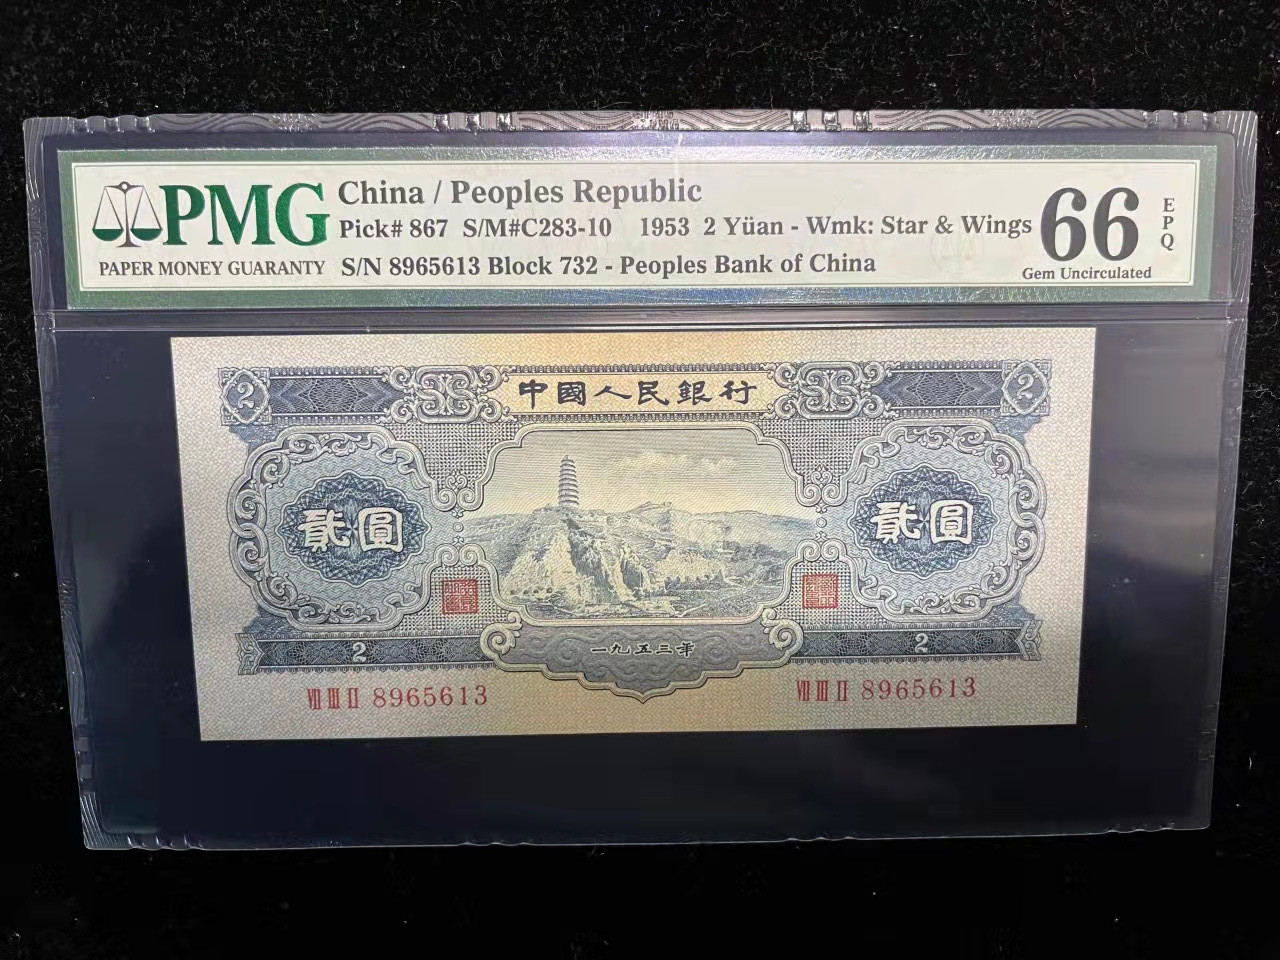 PMG
PAPER MONEY GUARANTY
China / Peoples Republic
Pick# 867 S/M#C283-10 1953 2 Yüan - Wmk: Star & Wings
S/N 8965613 Block 732 - Peoples Bank of China
66
EPQ
Gem Uncirculated
2
中國人民銀行
2
貳圓
貳圓
2
一九五三年
2
Ⅶ Ⅲ Ⅱ 8965613
Ⅶ Ⅲ Ⅱ 8965613